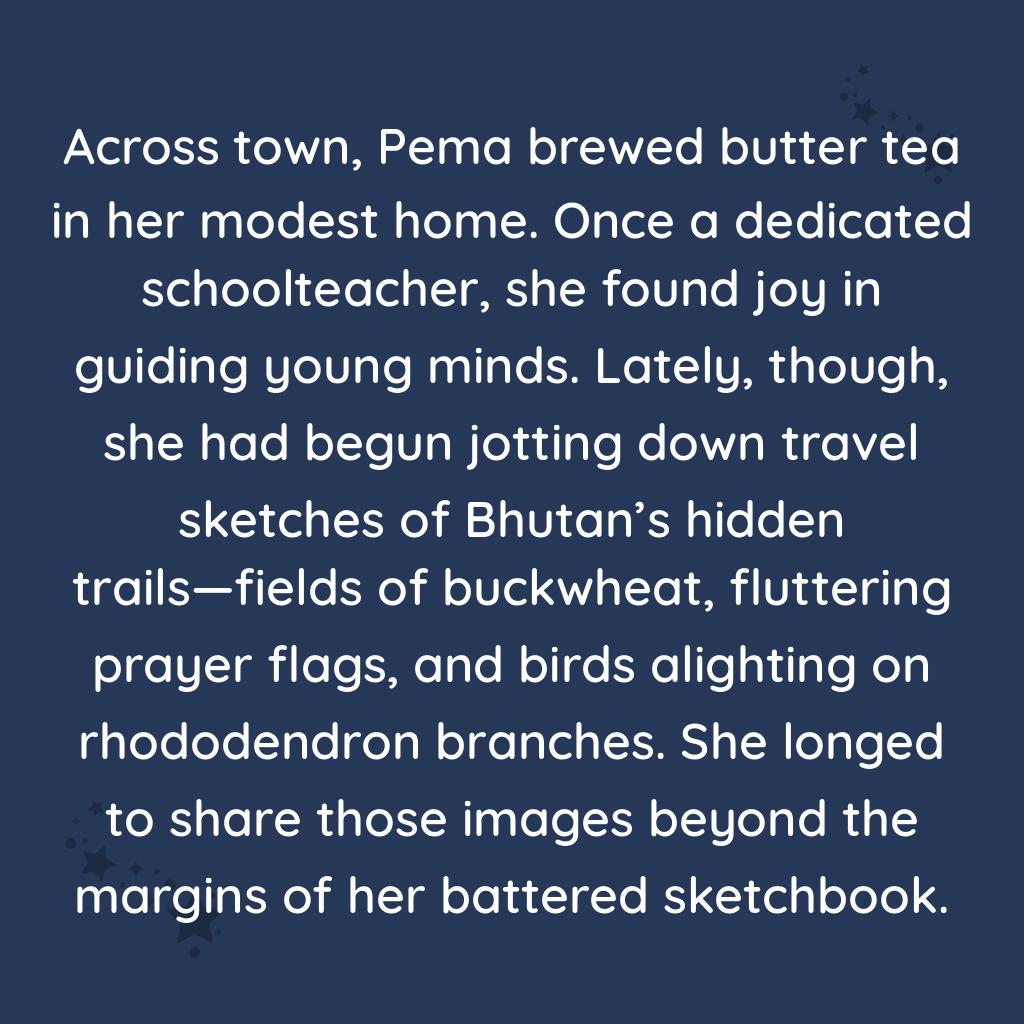 Across town, Pema brewed butter tea
in her modest home. Once a dedicated
schoolteacher, she found joy in
guiding young minds. Lately, though,
she had begun jotting down travel
sketches of Bhutan’s hidden
trails—fields of buckwheat, fluttering
prayer flags, and birds alighting on
rhododendron branches. She longed
to share those images beyond the
margins of her battered sketchbook.